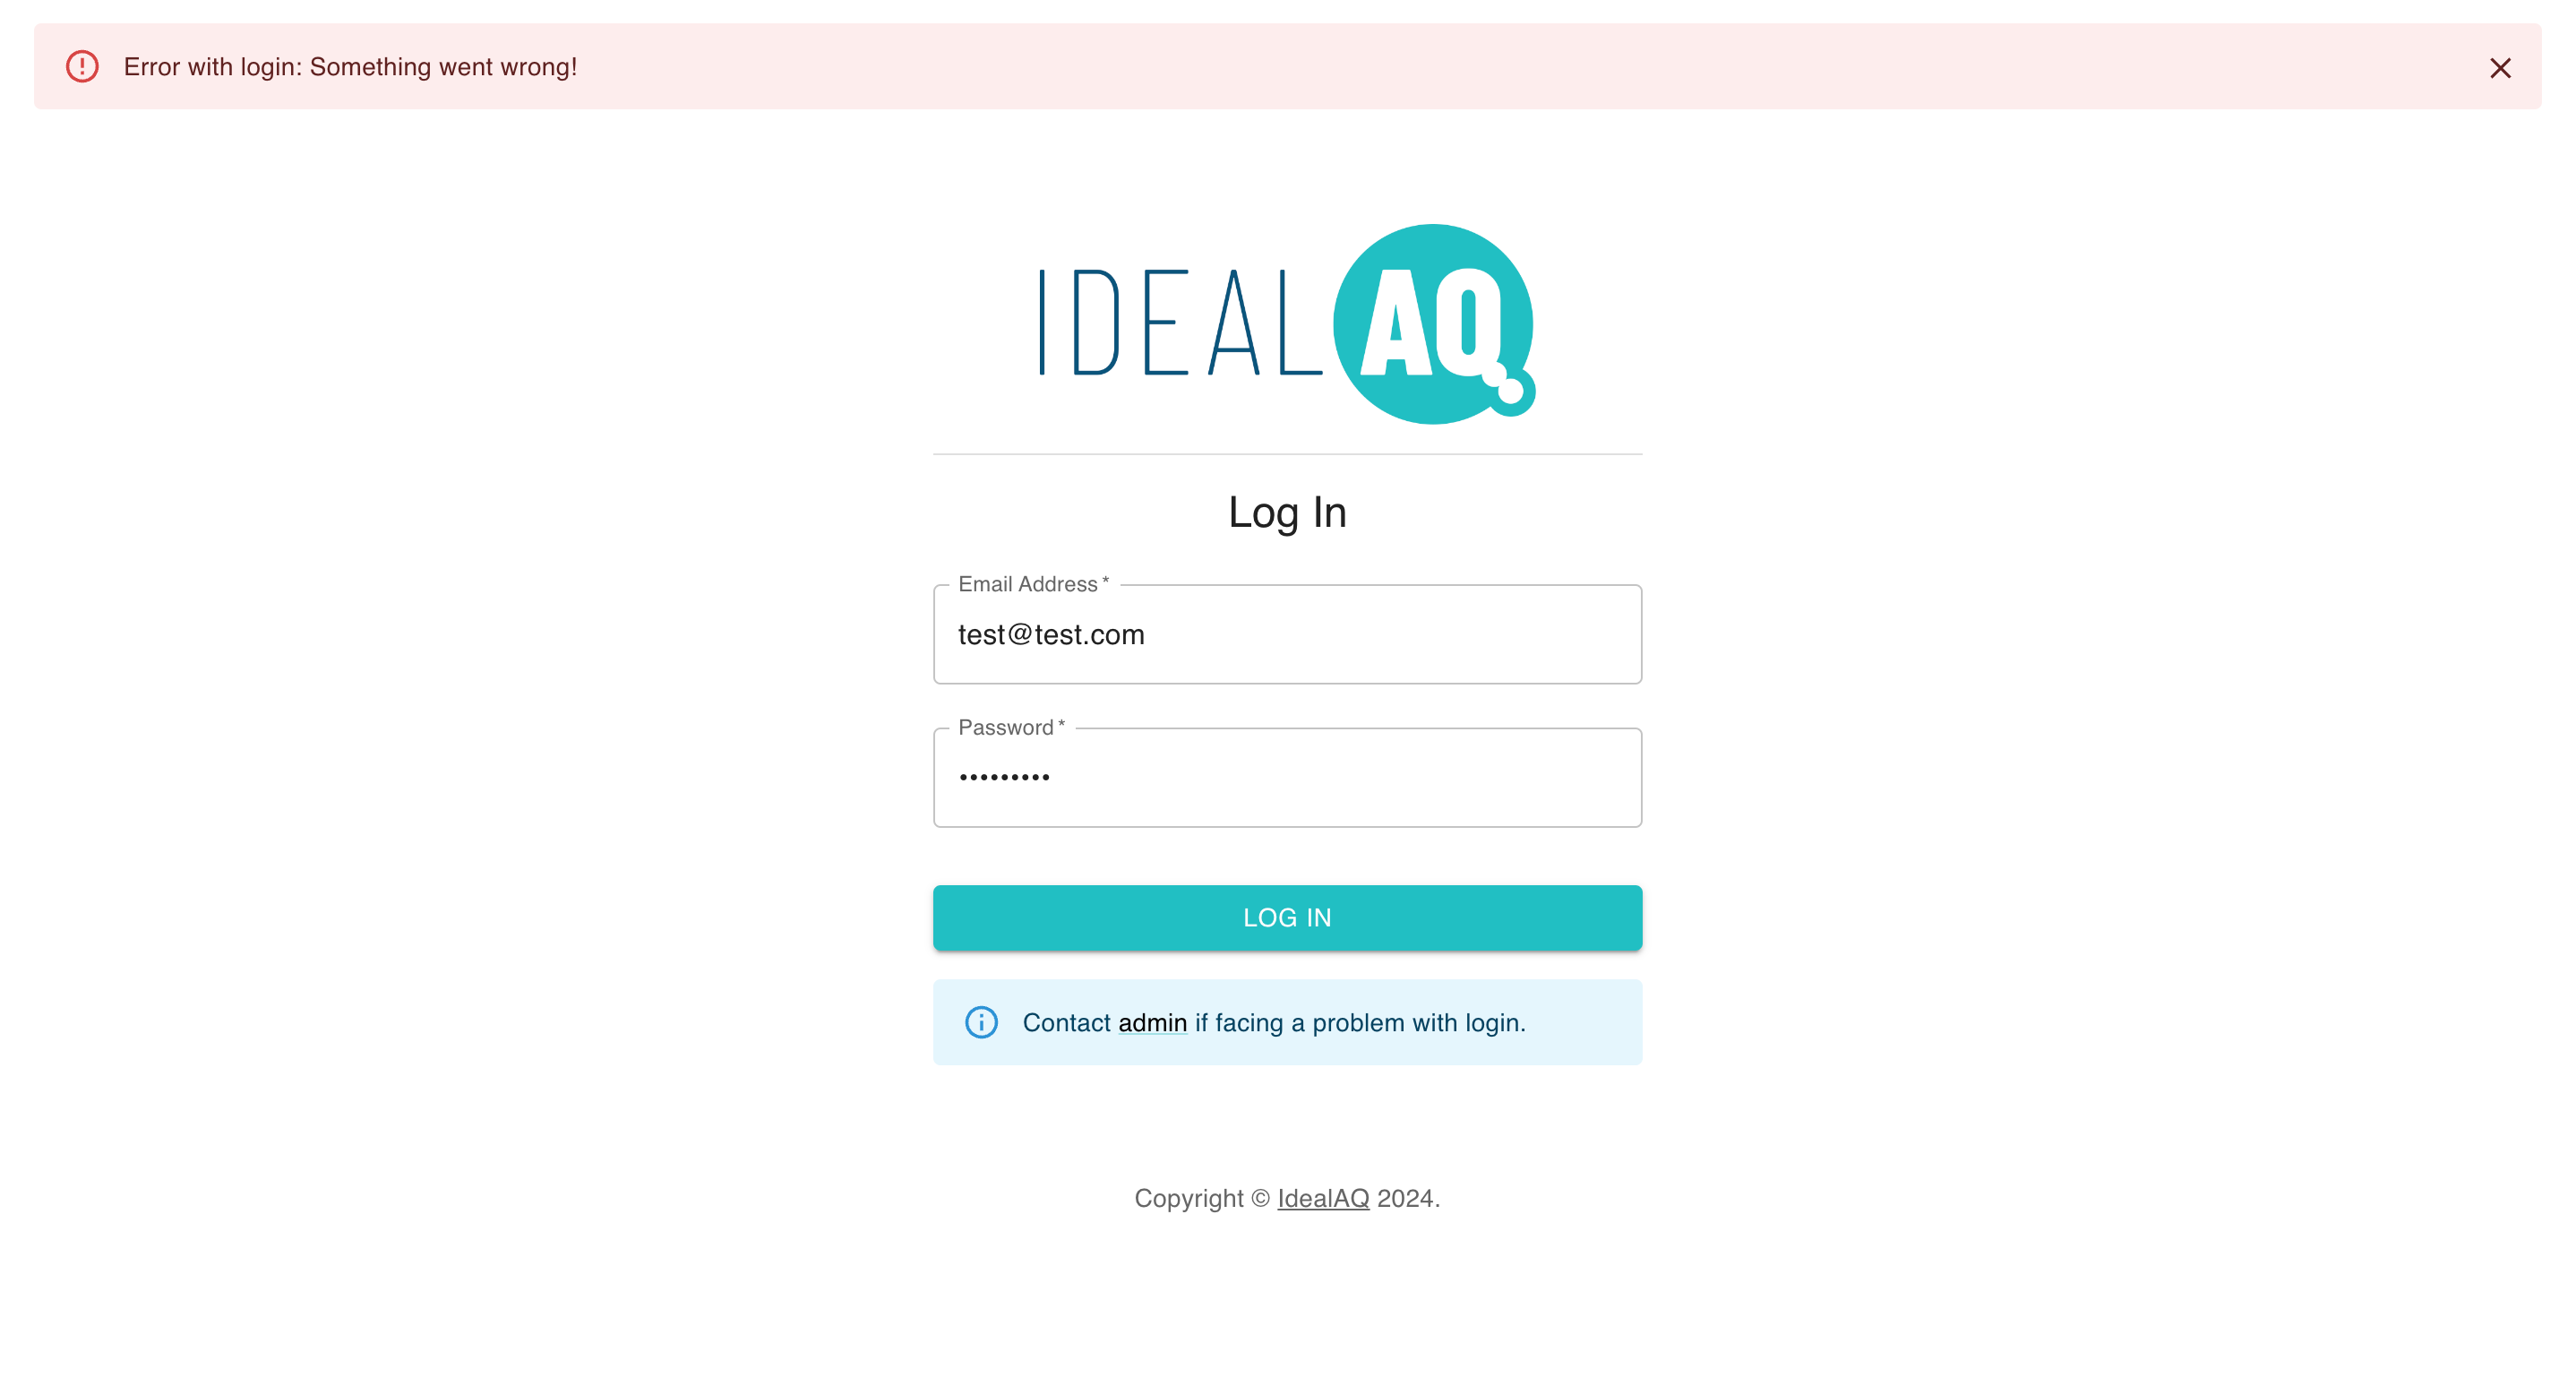 Error with login: Something went wrong!
IDEAL AQ
Log In
Email Address *
test@test.com
Password *
•••••••••
LOG IN
Contact admin if facing a problem with login.
Copyright © IdealAQ 2024.